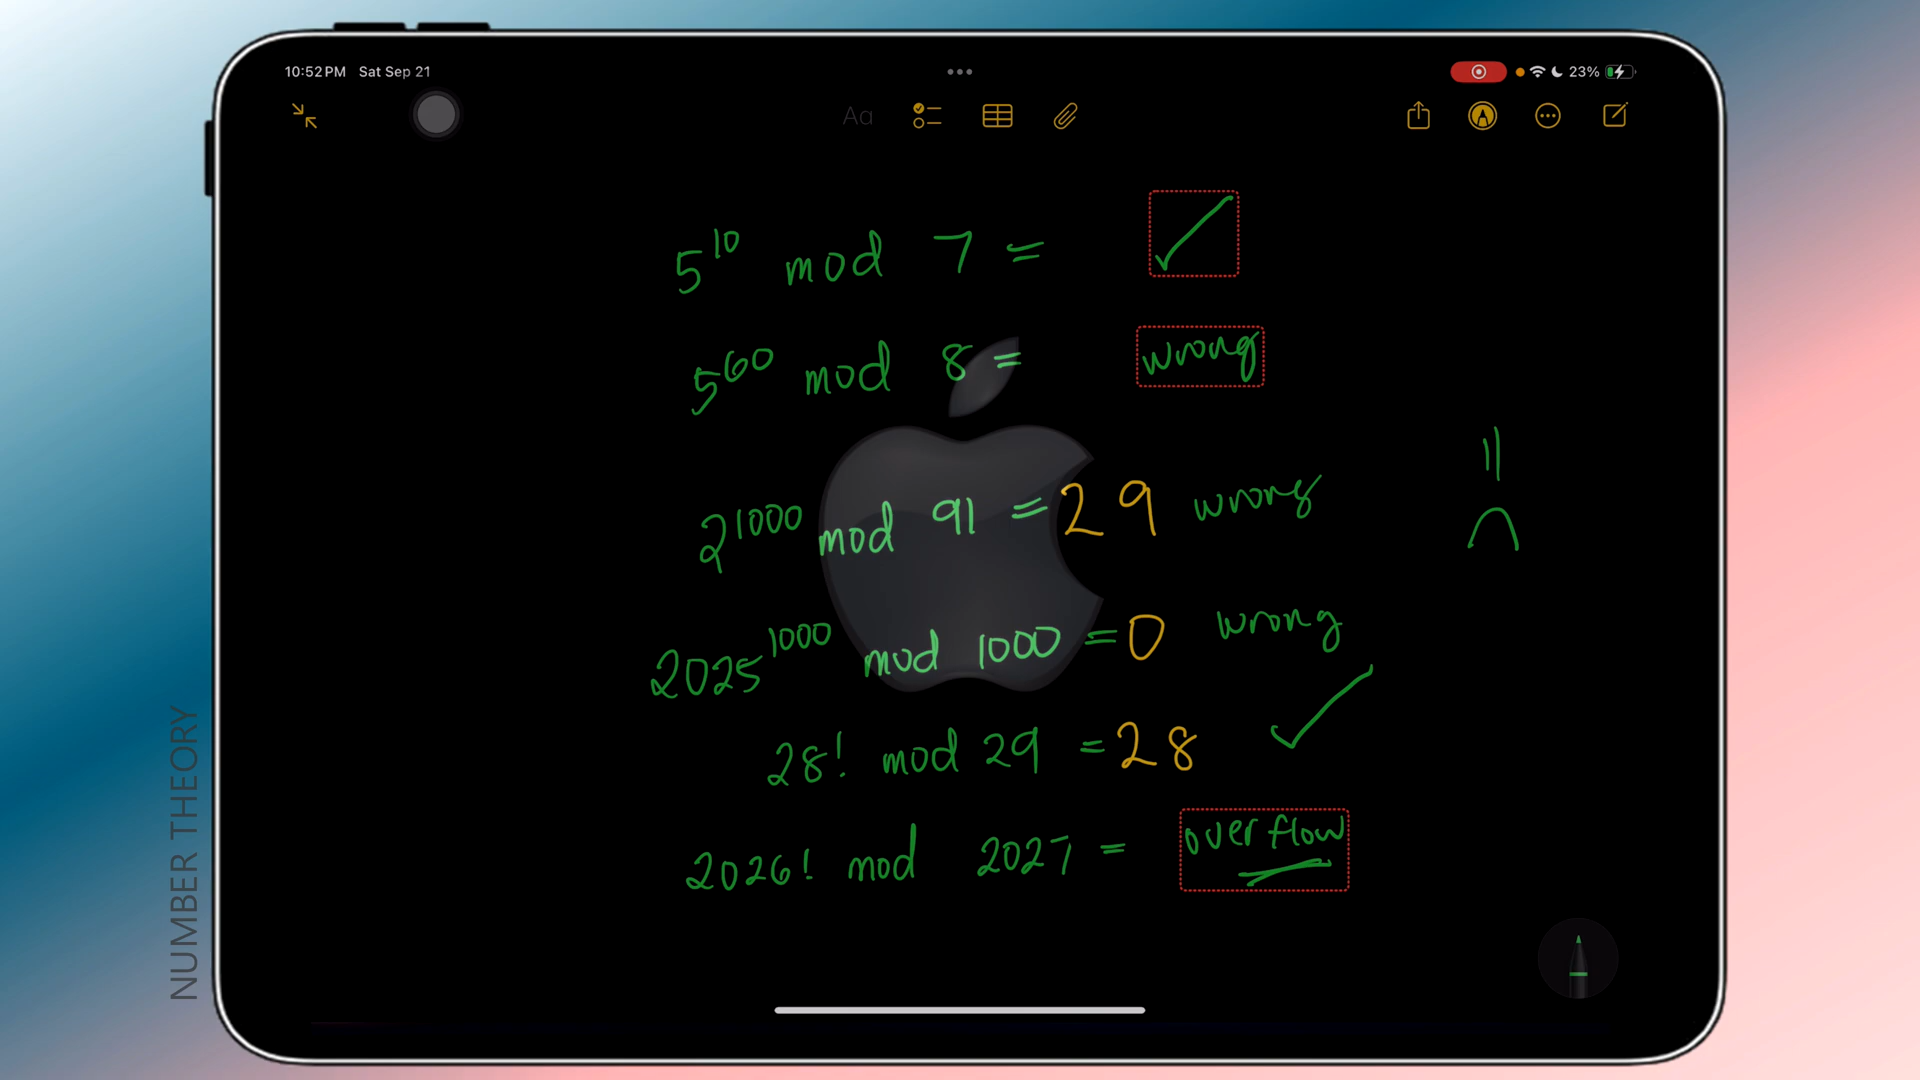 10:52 PM Sat Sep 21
23%
Aa
5^10 mod 7 = ✓
5^60 mod 8 = wrong
2^1000 mod 91 = 29 wrong
2025^1000 mod 1000 = 0 wrong
28! mod 29 = 28 ✓
2026! mod 2027 = overflow
NUMBER THEORY